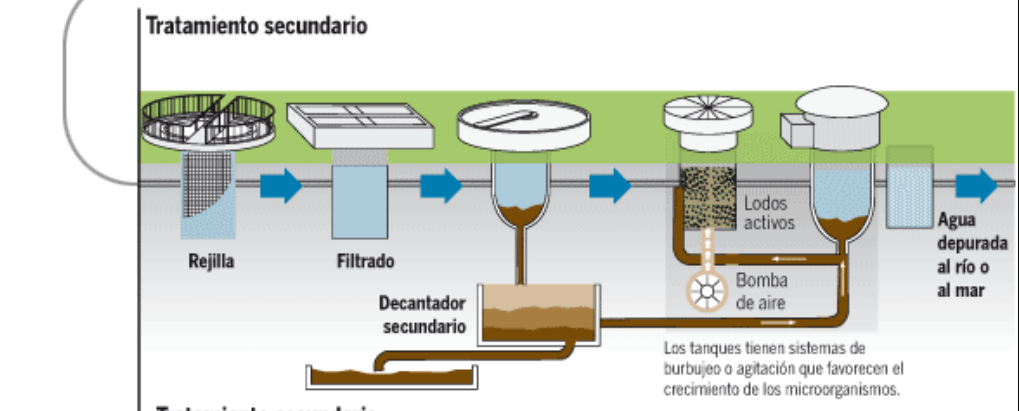 Tratamiento secundario
Rejilla
Filtrado
Decantador
secundario
Lodos
activos
Bomba
de aire
Agua
depurada
al río o
al mar
Los tanques tienen sistemas de
burbujeo o agitación que favorecen el
crecimiento de los microorganismos.